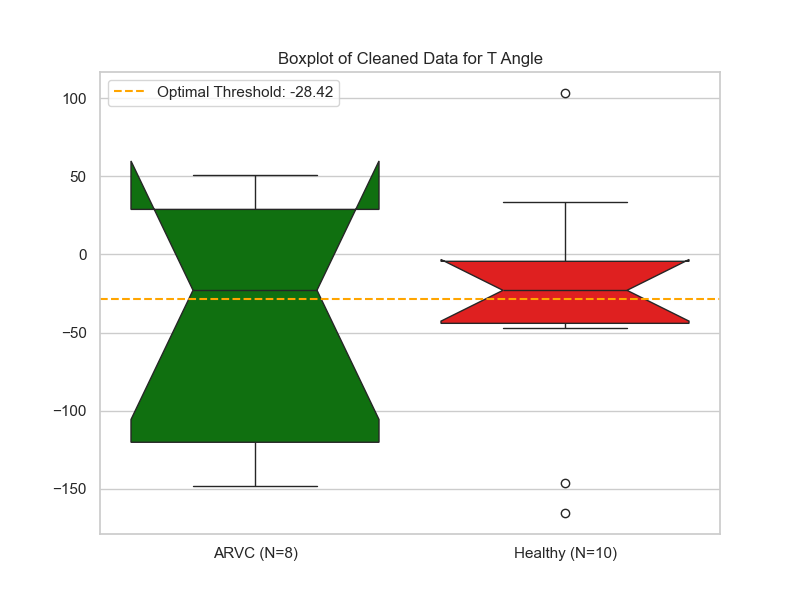 Boxplot of Cleaned Data for T Angle
Optimal Threshold: -28.42
100
50
0
−50
−100
−150
ARVC (N=8)
Healthy (N=10)